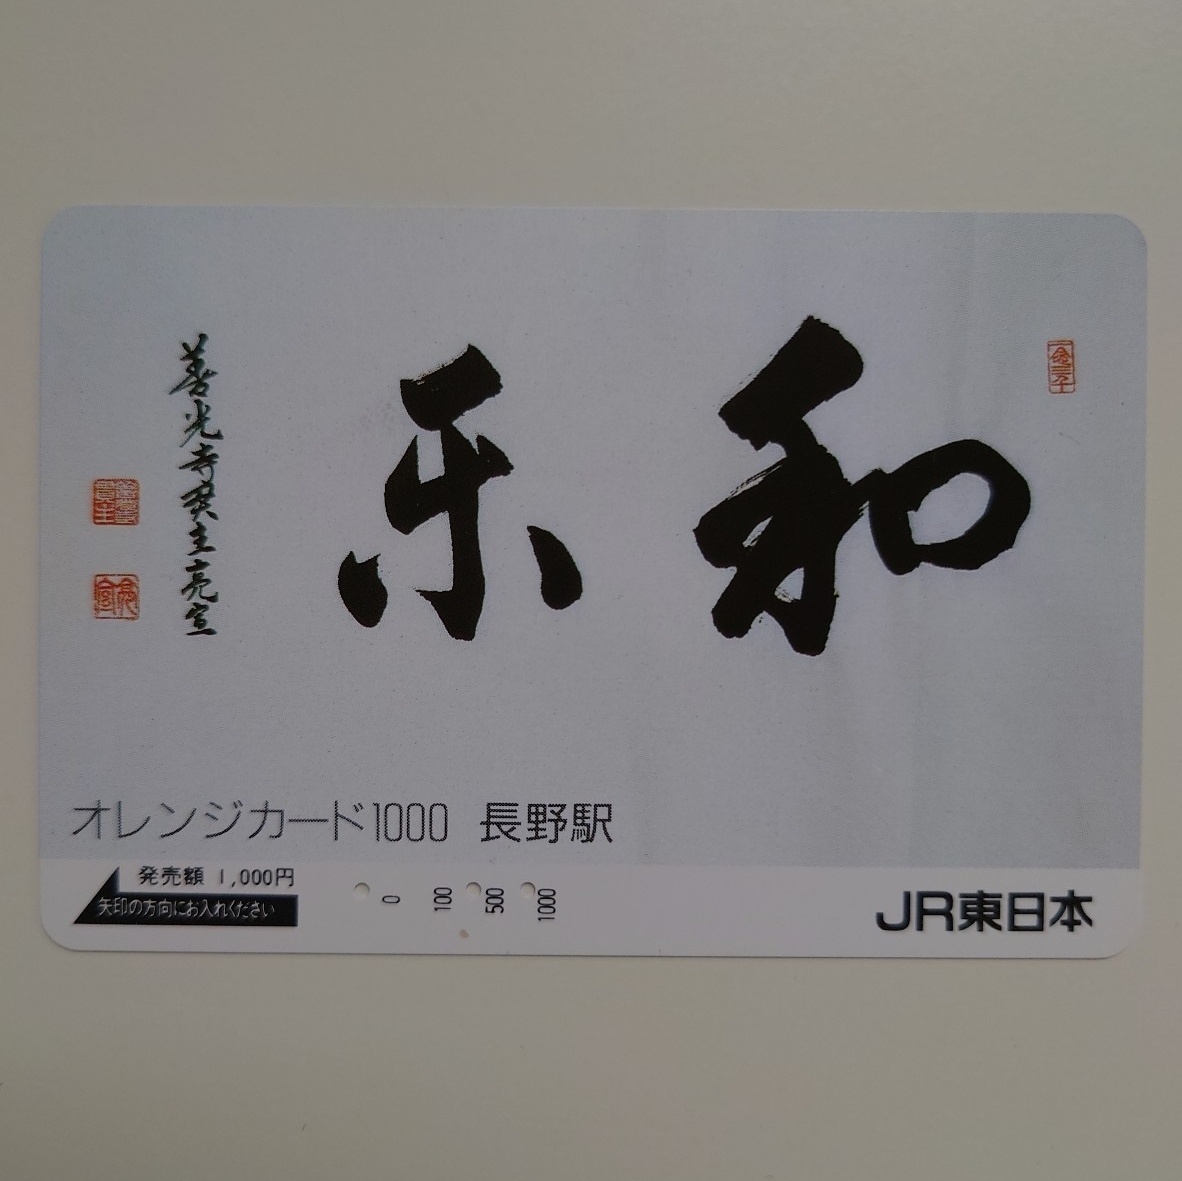 和乐
善光寺貫主亮宣
オレンジカード1000 長野駅
発売額 1,000円
矢印の方向にお入れください
0 100 500 1000
JR東日本